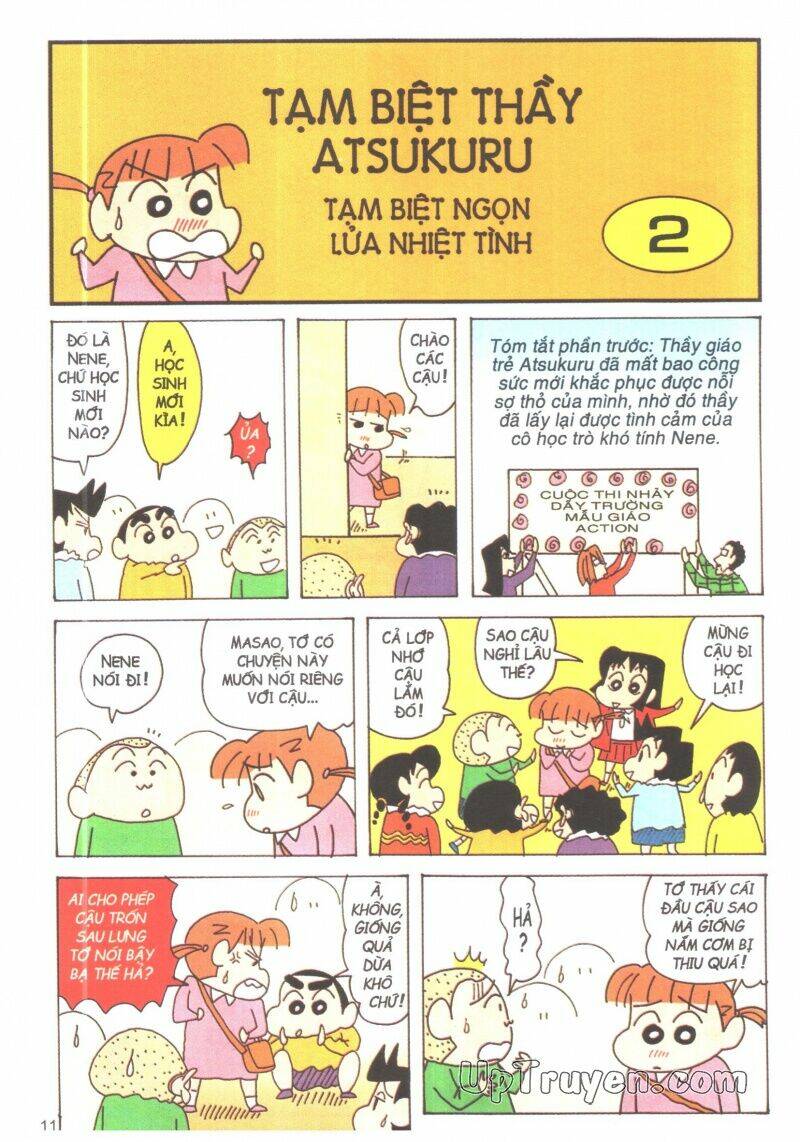 TẠM BIỆT THẦY
ATSUKURU
TẠM BIỆT NGỌN
LỬA NHIỆT TÌNH
2
Tóm tắt phần trước: Thầy giáo
trẻ Atsukuru đã mất bao công
sức mới khắc phục được nỗi
sợ thỏ của mình, nhờ đó thầy
đã lấy lại được tình cảm của
cô học trò khó tính Nene.
CUỘC THI NHẢY
DÂY TRƯỜNG
MẪU GIÁO
ACTION
CHÀO
CÁC
CẬU!
ỦA
?
A,
HỌC
SINH
MỚI
KÌA!
ĐÓ LÀ
NENE,
CHỨ HỌC
SINH
MỚI
NÀO?
MỪNG
CẬU ĐI
HỌC
LẠI!
SAO CẬU
NGHỈ LÂU
THẾ?
CẢ LỚP
NHỚ
CẬU
LẮM
ĐÓ!
MASAO, TỚ CÓ
CHUYỆN NÀY
MUỐN NÓI RIÊNG
VỚI CẬU...
NENE
NÓI ĐI!
TỚ THẤY CÁI
ĐẦU CẬU SAO
MÀ GIỐNG
NẮM CƠM BỊ
THIU QUÁ!
HẢ
?
À,
KHÔNG,
GIỐNG
QUẢ
DỪA
KHÔ
CHỨ!
AI CHO PHÉP
CẬU TRỐN
SAU LƯNG
TỚ NÓI BẬY
BẠ THẾ HẢ?
UpTruyen.com
11